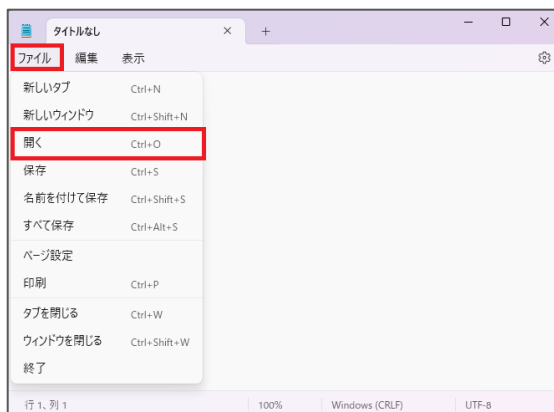 タイトルなし
ファイル 編集 表示
新しいタブ Ctrl+N
新しいウィンドウ Ctrl+Shift+N
開く Ctrl+O
保存 Ctrl+S
名前を付けて保存 Ctrl+Shift+S
すべて保存 Ctrl+Alt+S
ページ設定
印刷 Ctrl+P
タブを閉じる Ctrl+W
ウィンドウを閉じる Ctrl+Shift+W
終了
行 1、列 1 100% Windows (CRLF) UTF-8